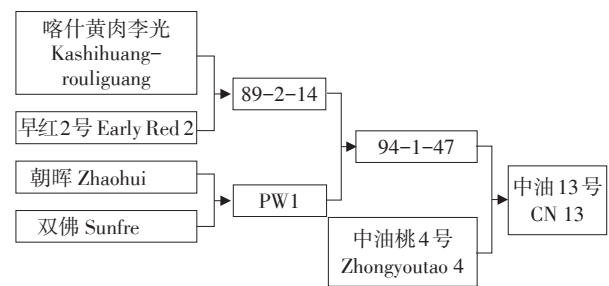 喀什黄肉李光
Kashihuang-
rouliguang
早红2号 Early Red 2
朝晖 Zhaohui
双佛 Sunfre
89-2-14
PW1
94-1-47
中油桃4号
Zhongyoutao 4
中油13号
CN 13